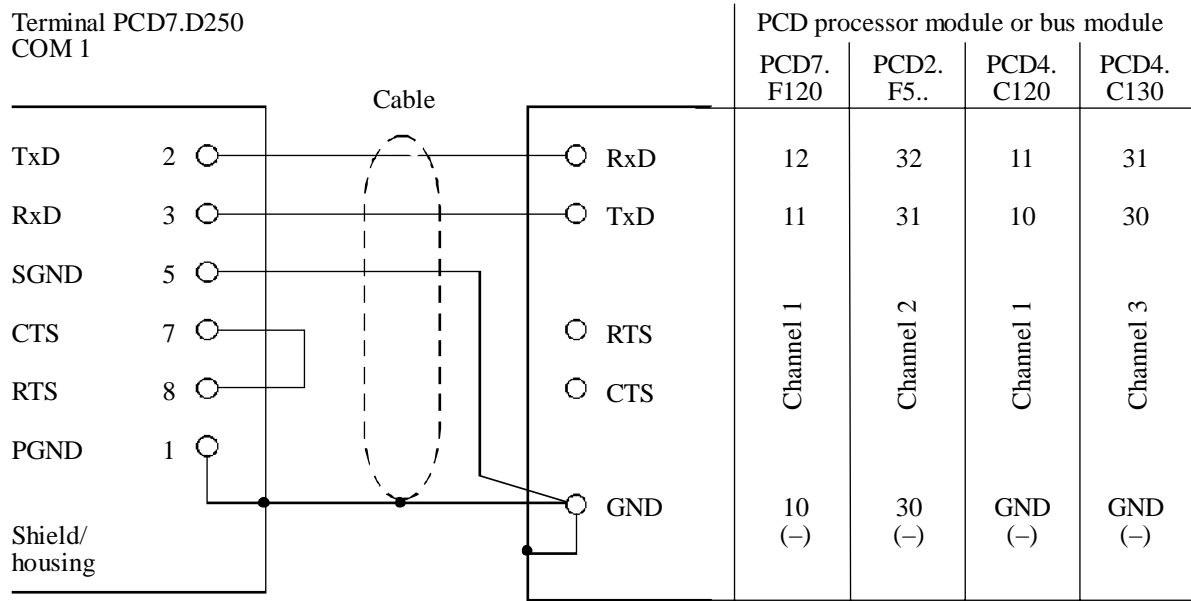 Terminal PCD7.D250
COM 1
PCD processor module or bus module
PCD7. PCD2. PCD4. PCD4.
F120 F5.. C120 C130
Cable
TxD 2 RxD 12 32 11 31
RxD 3 TxD 11 31 10 30
SGND 5
CTS 7 RTS
RTS 8 CTS
Channel 1 Channel 2 Channel 1 Channel 3
PGND 1
GND 10 30 GND GND
(–) (–) (–) (–)
Shield/
housing